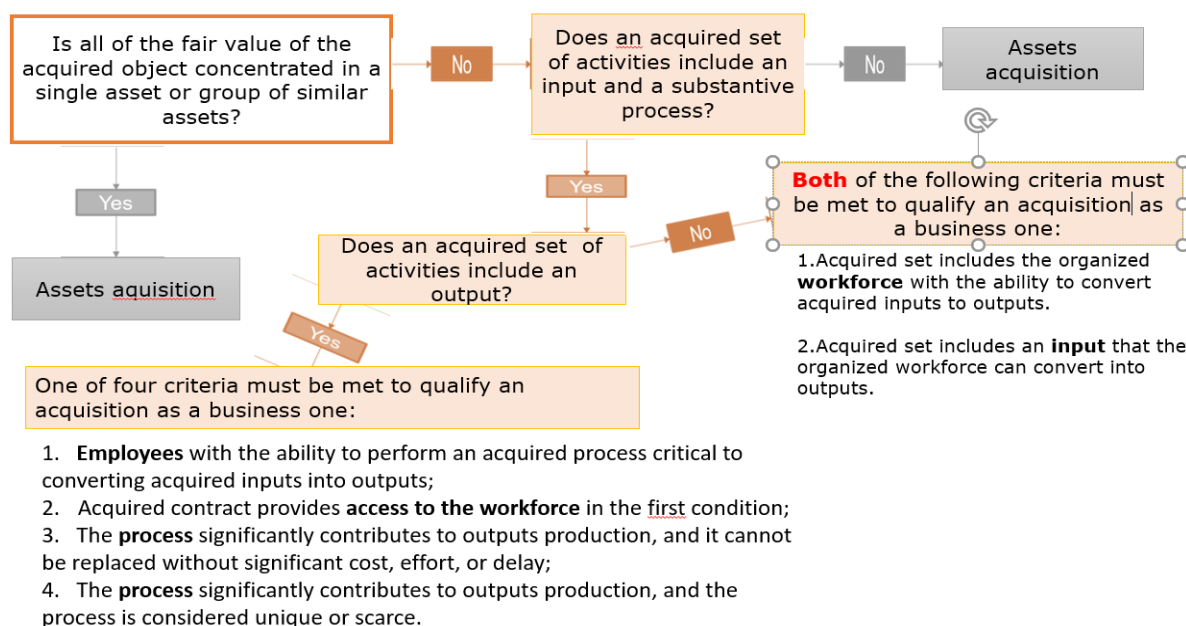 Is all of the fair value of the
acquired object concentrated in a
single asset or group of similar
assets?
No
Does an acquired set
of activities include an
input and a substantive
process?
No
Assets
acquisition
Yes
Assets aquisition
Yes
Does an acquired set of
activities include an
output?
No
Both of the following criteria must
be met to qualify an acquisition as
a business one:
1.Acquired set includes the organized
workforce with the ability to convert
acquired inputs to outputs.
2.Acquired set includes an input that the
organized workforce can convert into
outputs.
Yes
One of four criteria must be met to qualify an
acquisition as a business one:
1. Employees with the ability to perform an acquired process critical to
converting acquired inputs into outputs;
2. Acquired contract provides access to the workforce in the first condition;
3. The process significantly contributes to outputs production, and it cannot
be replaced without significant cost, effort, or delay;
4. The process significantly contributes to outputs production, and the
process is considered unique or scarce.